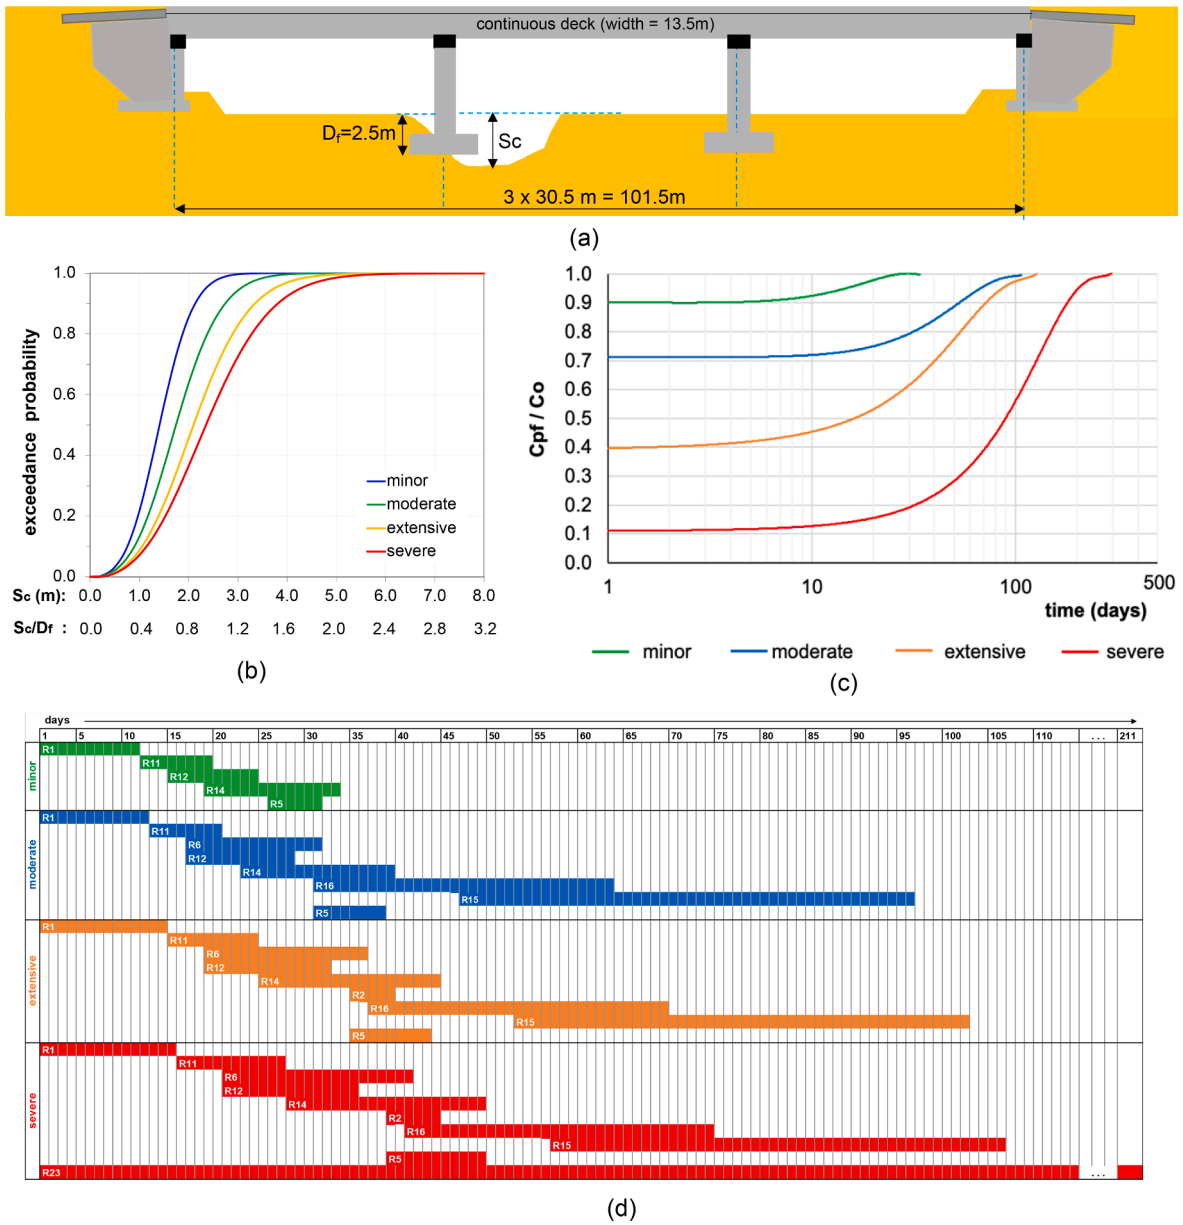 continuous deck (width = 13.5m)
Df=2.5m
Sc
3 x 30.5 m = 101.5m
(a)
exceedance probability
1.0
0.8
0.6
0.4
0.2
0.0
minor
moderate
extensive
severe
Sc (m): 0.0 1.0 2.0 3.0 4.0 5.0 6.0 7.0 8.0
Sc/Df : 0.0 0.4 0.8 1.2 1.6 2.0 2.4 2.8 3.2
(b)
Cpf / Co
1.0
0.9
0.8
0.7
0.6
0.5
0.4
0.3
0.2
0.1
0.0
1 10 100 500
time (days)
minor moderate extensive severe
(c)
days
1 5 10 15 20 25 30 35 40 45 50 55 60 65 70 75 80 85 90 95 100 105 110 ... 211
minor
R1
R11
R12
R14
R5
moderate
R1
R11
R6
R12
R14
R16
R15
R5
extensive
R1
R11
R6
R12
R14
R2
R16
R15
R5
severe
R1
R11
R6
R12
R14
R2
R16
R15
R5
R23 ...
(d)